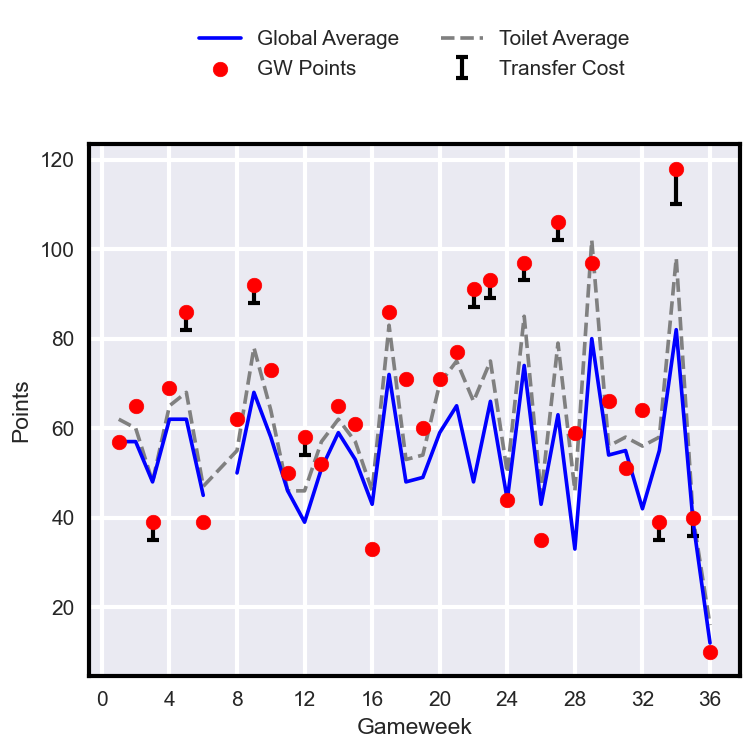 Global Average
Toilet Average
GW Points
Transfer Cost
120
100
80
60
40
20
Points
0 4 8 12 16 20 24 28 32 36
Gameweek